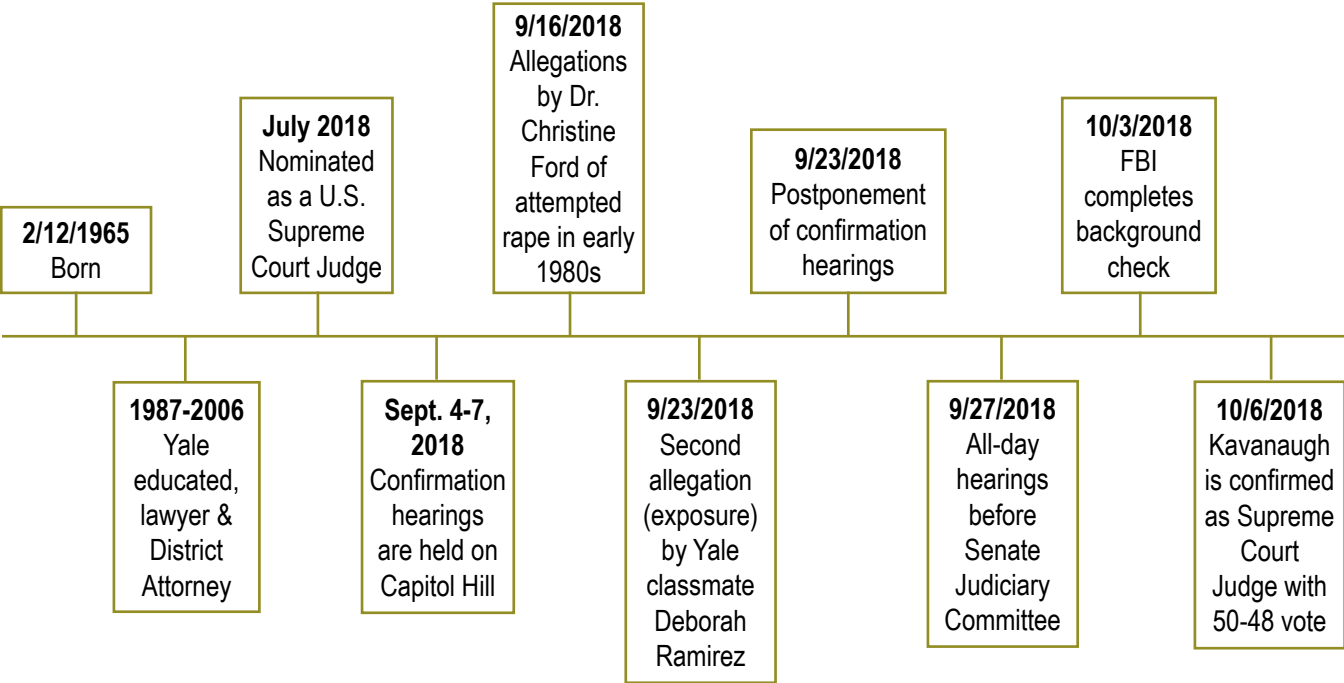 2/12/1965
Born
1987-2006
Yale
educated,
lawyer &
District
Attorney
July 2018
Nominated
as a U.S.
Supreme
Court Judge
Sept. 4-7,
2018
Confirmation
hearings
are held on
Capitol Hill
9/16/2018
Allegations
by Dr.
Christine
Ford of
attempted
rape in early
1980s
9/23/2018
Second
allegation
(exposure)
by Yale
classmate
Deborah
Ramirez
9/23/2018
Postponement
of confirmation
hearings
9/27/2018
All-day
hearings
before
Senate
Judiciary
Committee
10/3/2018
FBI
completes
background
check
10/6/2018
Kavanaugh
is confirmed
as Supreme
Court
Judge with
50-48 vote